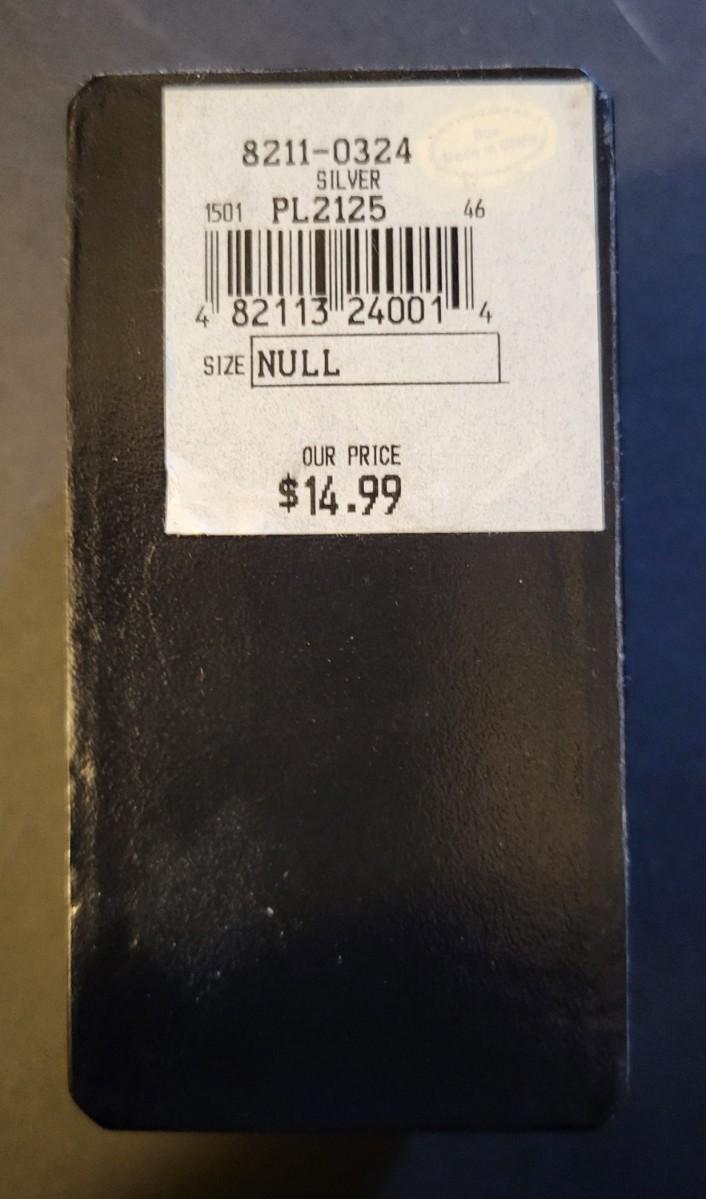 8211-0324
SILVER
1501 PL2125 46
4 82113 24001 4
SIZE NULL
OUR PRICE
$14.99